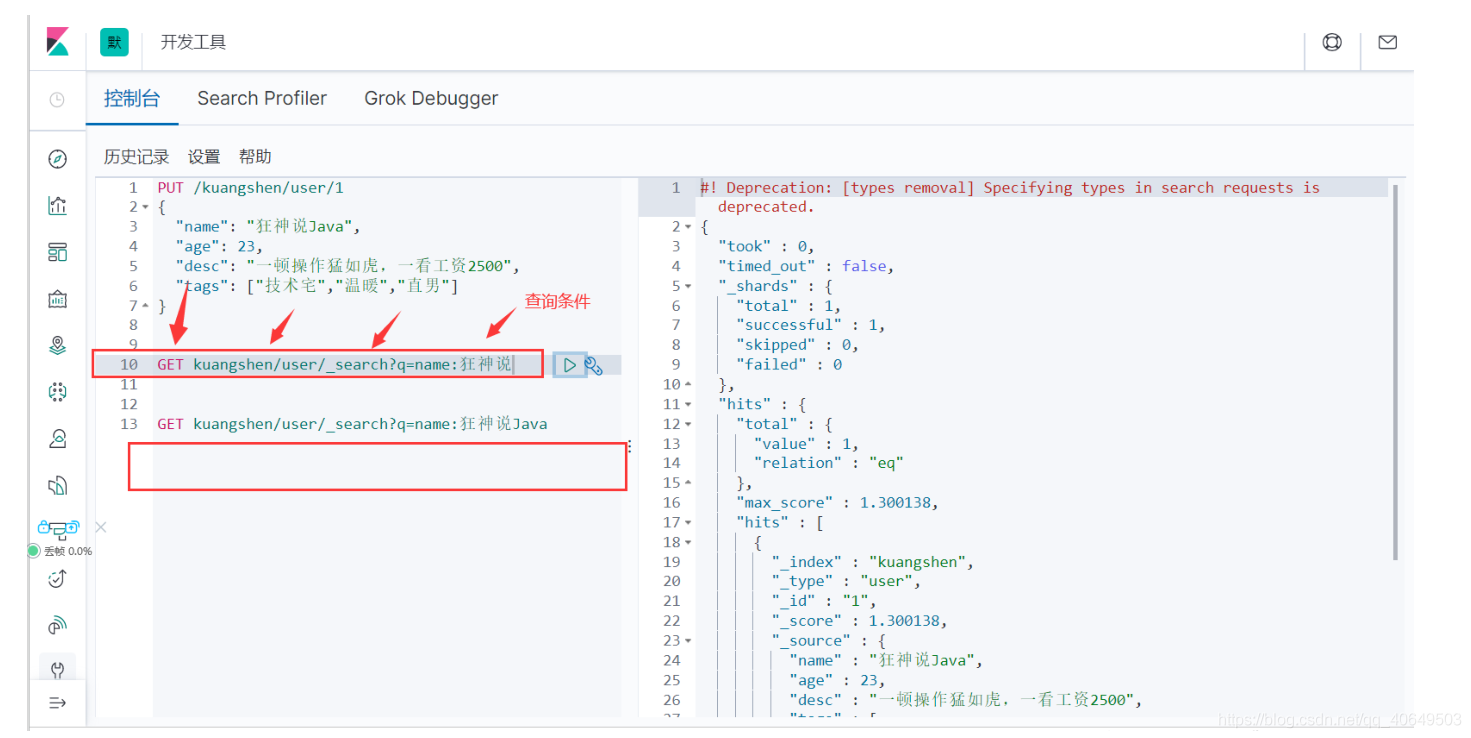 默 开发工具
控制台 Search Profiler Grok Debugger
历史记录 设置 帮助
1 PUT /kuangshen/user/1
2 {
3 "name": "狂神说Java",
4 "age": 23,
5 "desc": "一顿操作猛如虎，一看工资2500",
6 "tags": ["技术宅","温暖","直男"]
7 }
查询条件
8
9
10 GET kuangshen/user/_search?q=name:狂神说
11
12
13 GET kuangshen/user/_search?q=name:狂神说Java
丢帧 0.0%
1 #! Deprecation: [types removal] Specifying types in search requests is
deprecated.
2 {
3 "took" : 0,
4 "timed_out" : false,
5 "_shards" : {
6 "total" : 1,
7 "successful" : 1,
8 "skipped" : 0,
9 "failed" : 0
10 },
11 "hits" : {
12 "total" : {
13 "value" : 1,
14 "relation" : "eq"
15 },
16 "max_score" : 1.300138,
17 "hits" : [
18 {
19 "_index" : "kuangshen",
20 "_type" : "user",
21 "_id" : "1",
22 "_score" : 1.300138,
23 "_source" : {
24 "name" : "狂神说Java",
25 "age" : 23,
26 "desc" : "一顿操作猛如虎，一看工资2500",
27 "tags" : [
https://blog.csdn.net/qq_40649503